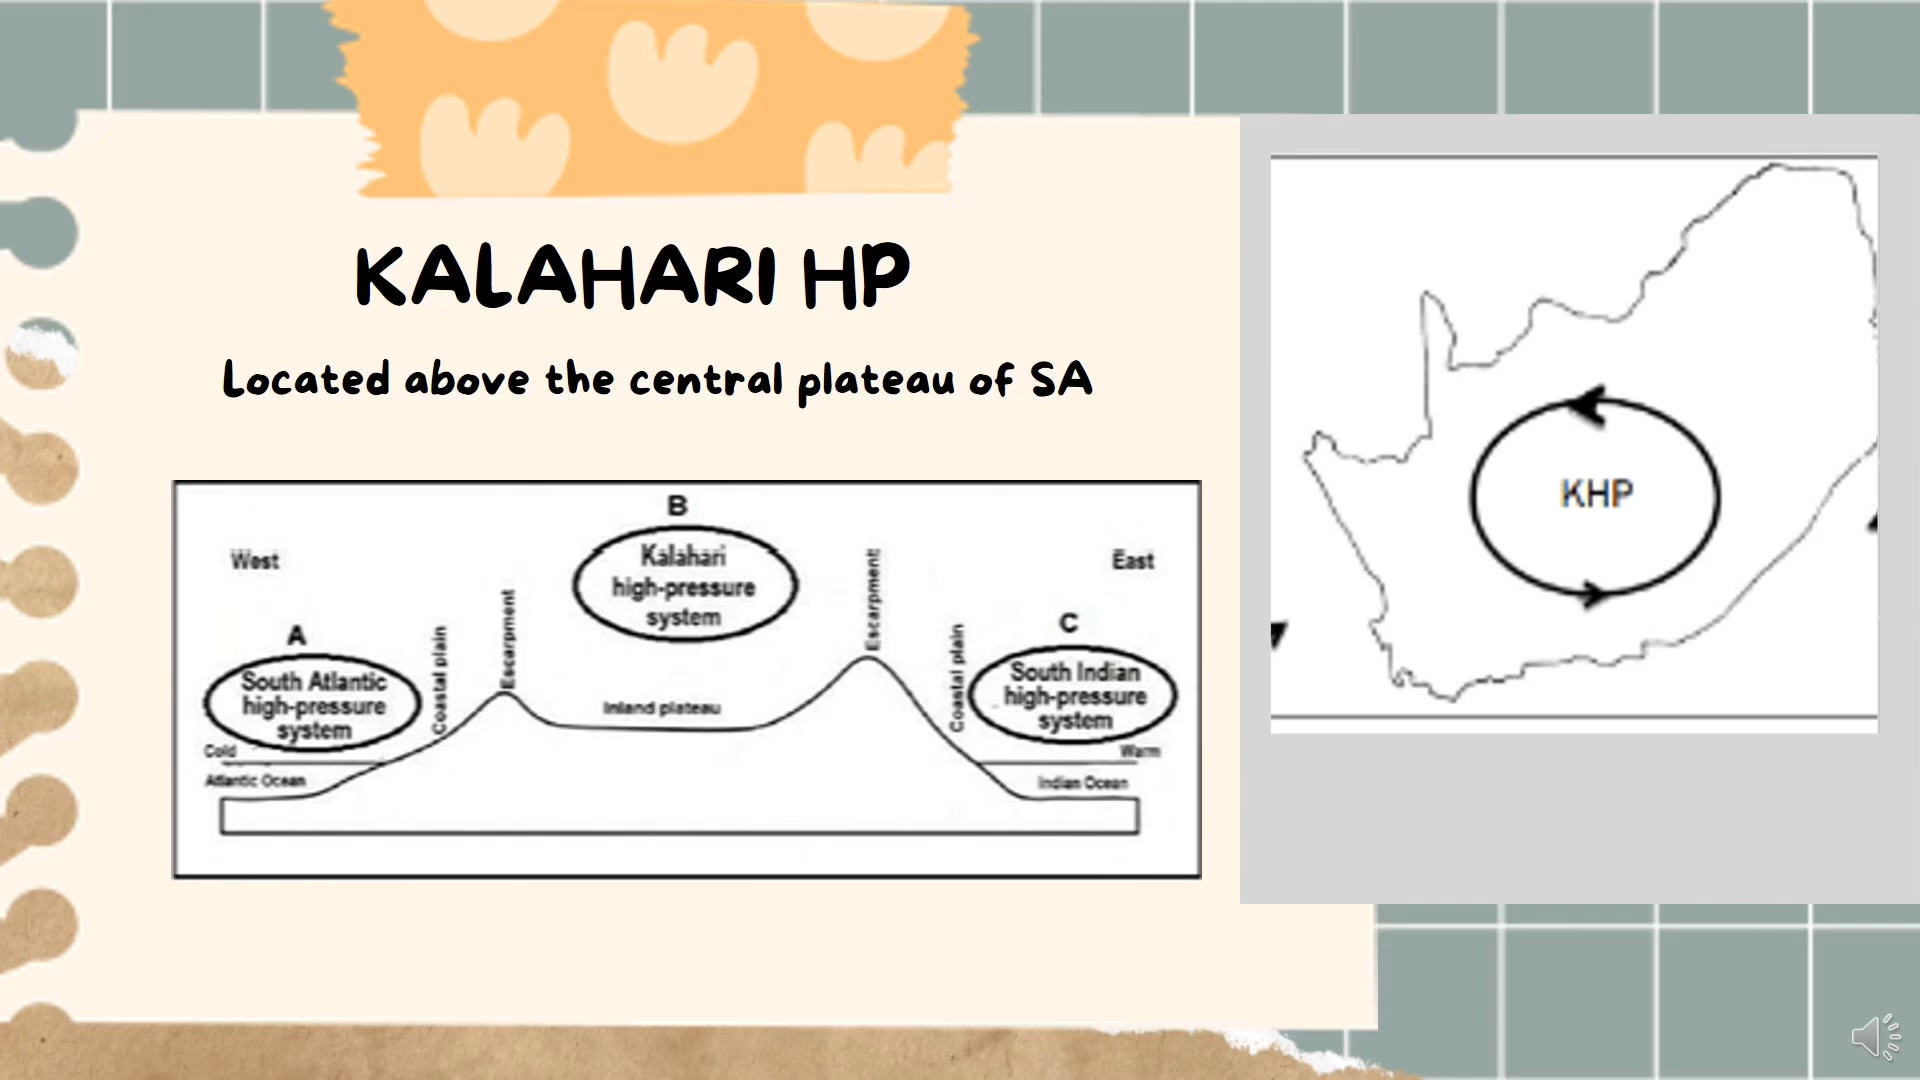 KALAHARI HP
Located above the central plateau of SA
B
West
Kalahari
high-pressure
system
East
Escarpment
Escarpment
A
C
Coastal plain
Coastal plain
South Atlantic
high-pressure
system
South Indian
high-pressure
system
Inland plateau
Cold
Warm
Atlantic Ocean
Indian Ocean
KHP